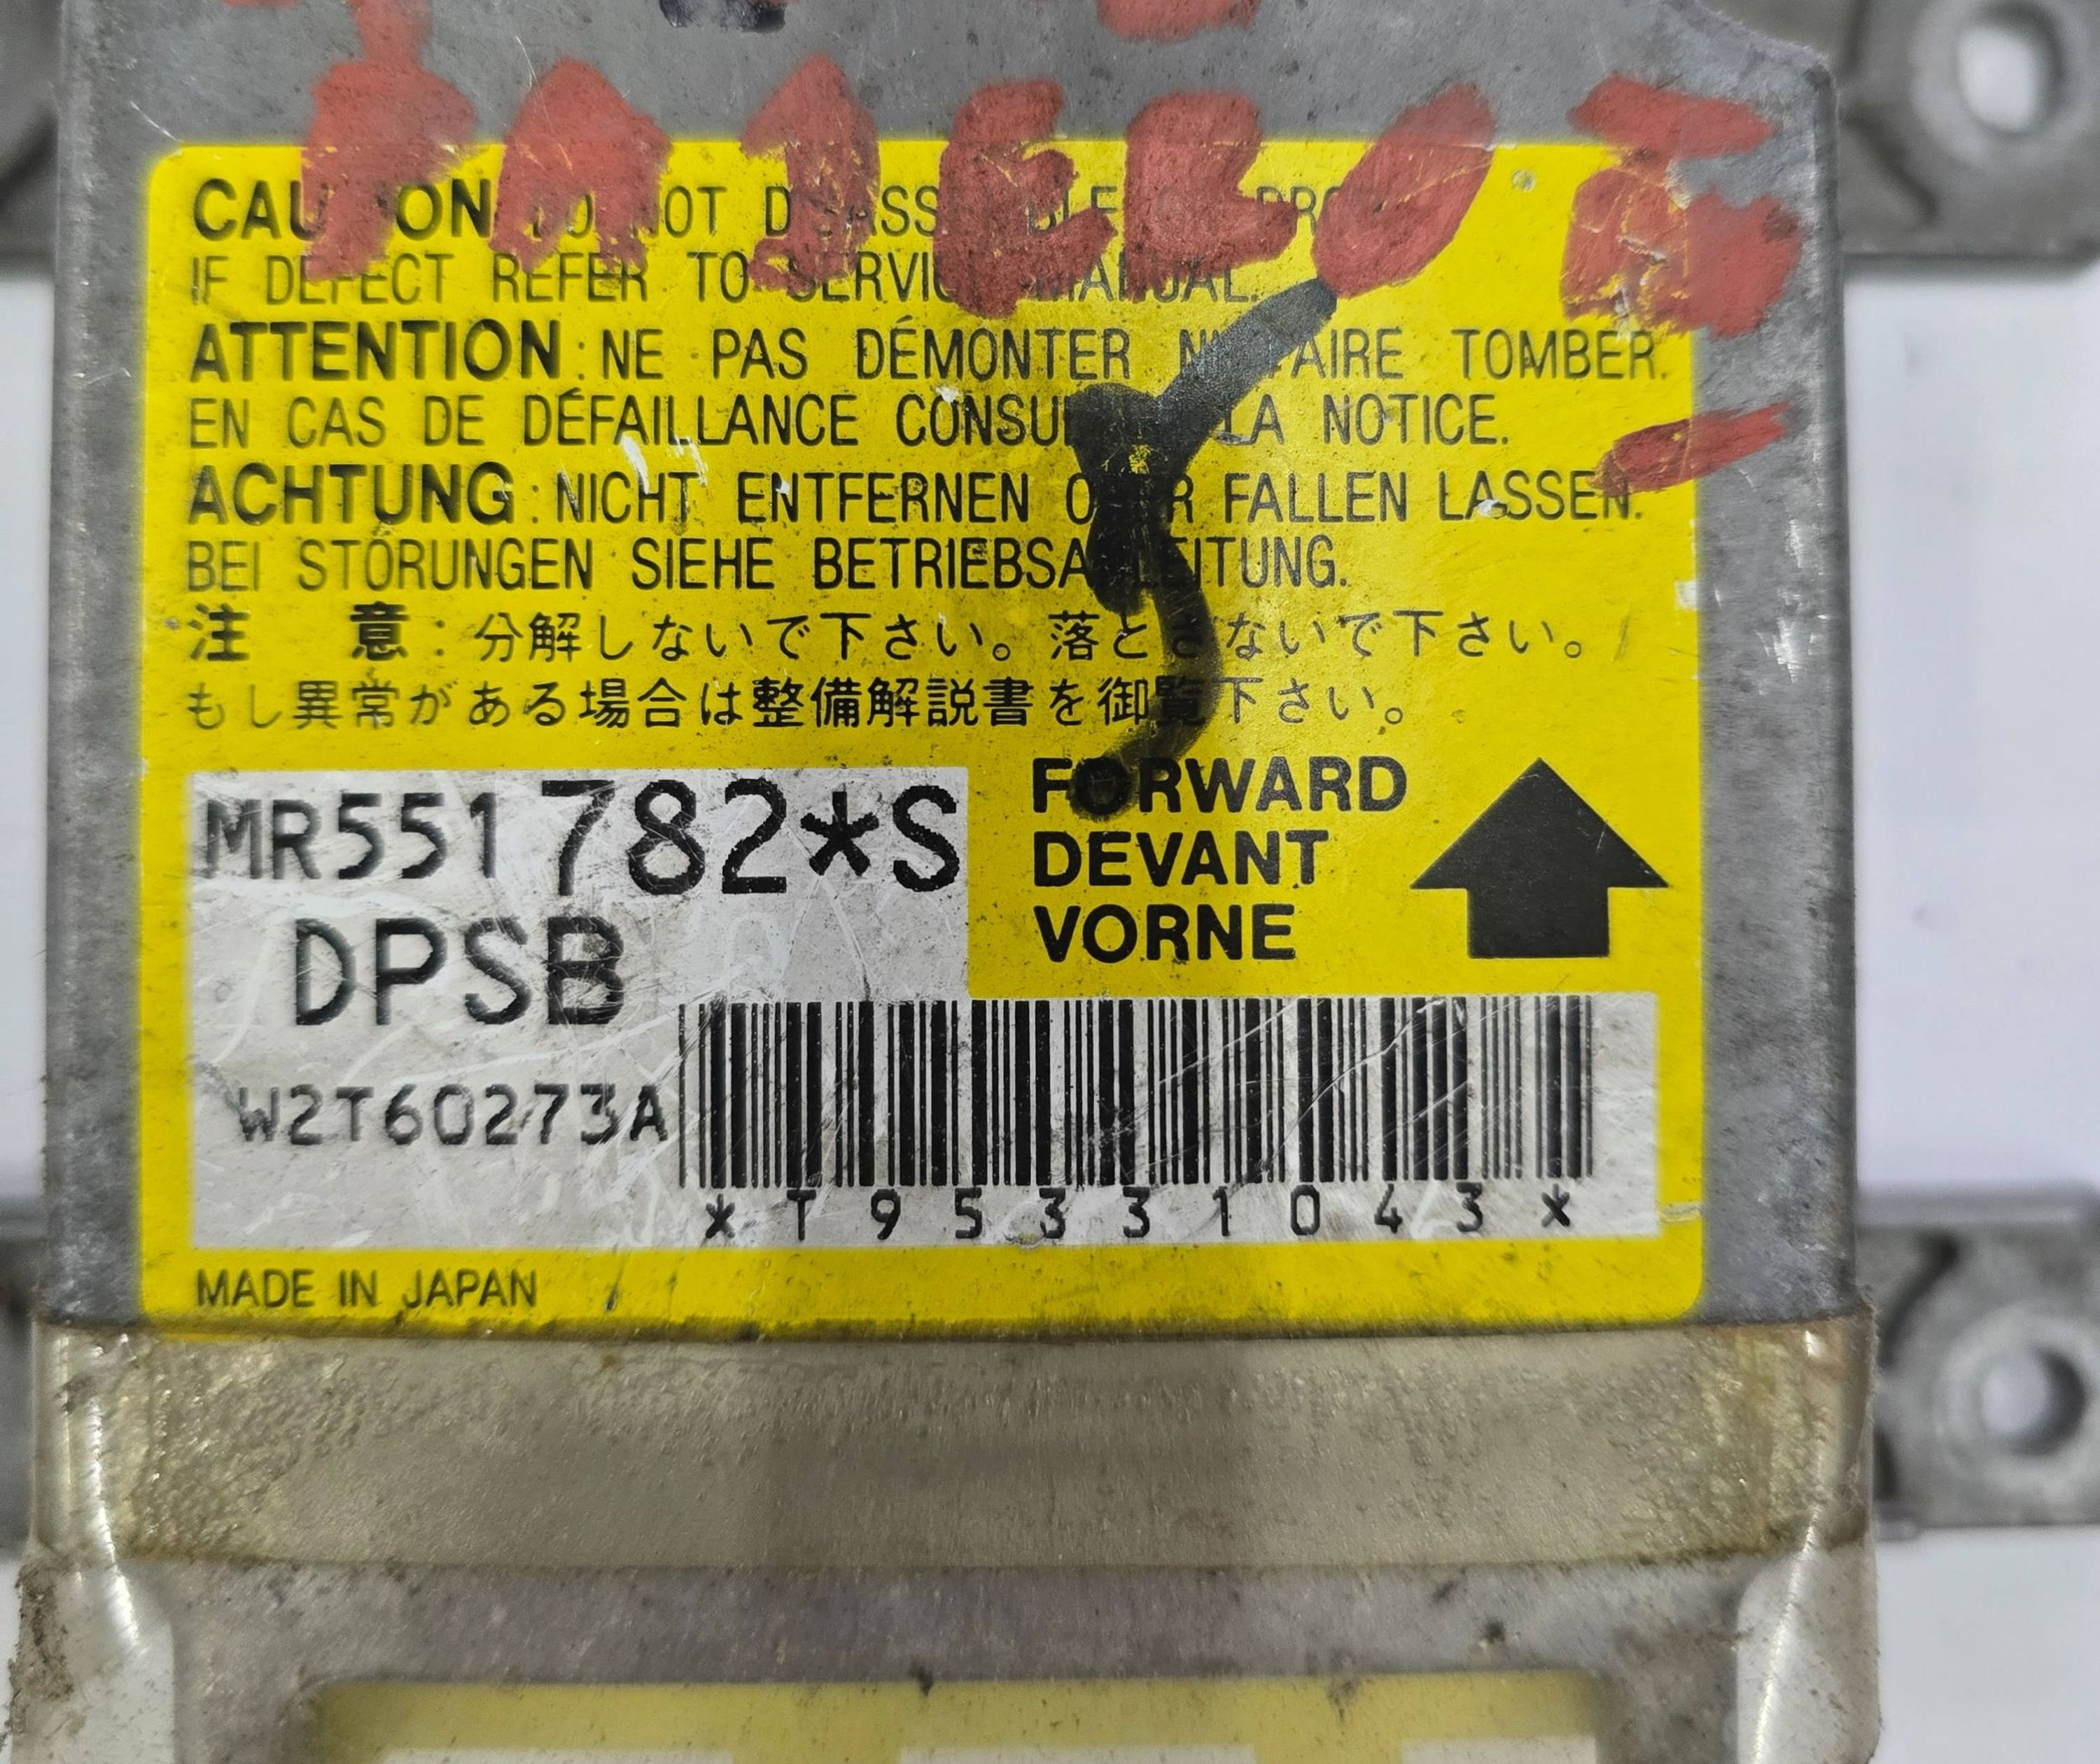 PAJERO
CAUTION DO NOT DISASSEMBLE OR DROP.
IF DEFECT REFER TO SERVICE MANUAL.
ATTENTION : NE PAS DÉMONTER NI FAIRE TOMBER.
EN CAS DE DÉFAILLANCE CONSULTER LA NOTICE.
ACHTUNG : NICHT ENTFERNEN ODER FALLEN LASSEN.
BEI STÖRUNGEN SIEHE BETRIEBSANLEITUNG.
注 意 : 分解しないで下さい。落とさないで下さい。
もし異常がある場合は整備解説書を御覧下さい。
MR551782*S
DPSB
W2T60273A
FORWARD
DEVANT
VORNE
*T95331043*
MADE IN JAPAN